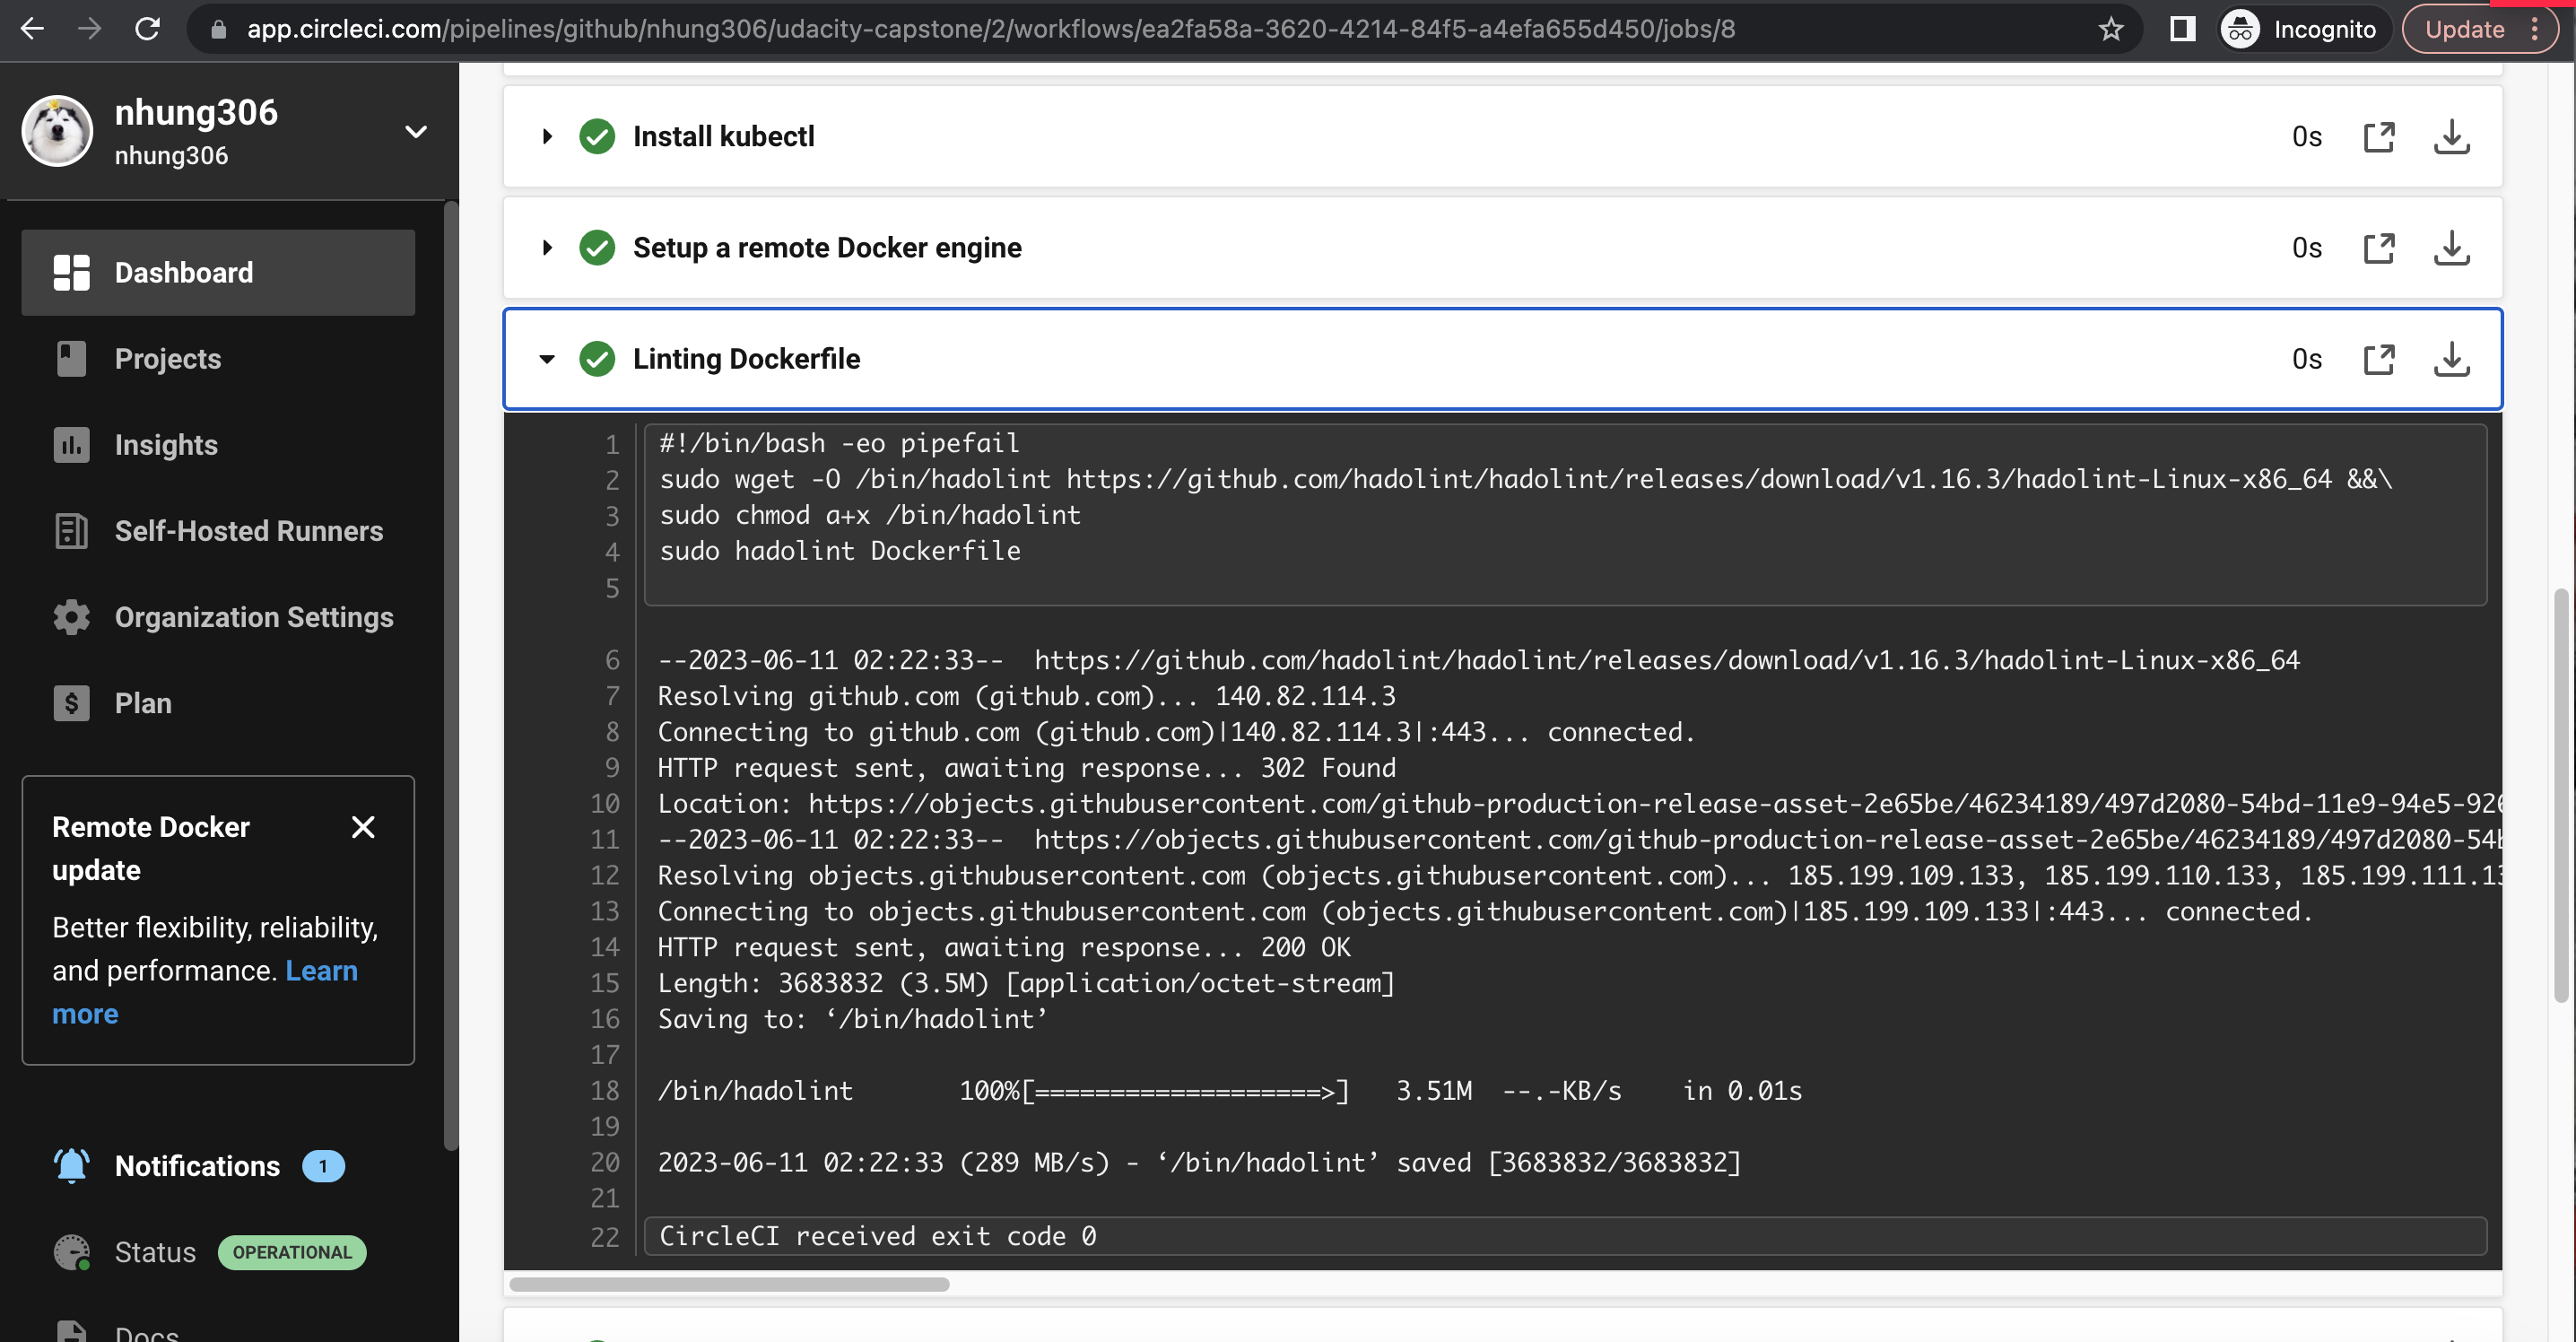 app.circleci.com/pipelines/github/nhung306/udacity-capstone/2/workflows/ea2fa58a-3620-4214-84f5-a4efa655d450/jobs/8
Incognito
Update
nhung306
nhung306
Dashboard
Projects
Insights
Self-Hosted Runners
Organization Settings
Plan
Remote Docker
update
Better flexibility, reliability,
and performance. Learn
more
Notifications 1
Status OPERATIONAL
Docs
Install kubectl 0s
Setup a remote Docker engine 0s
Linting Dockerfile 0s
1 #!/bin/bash -eo pipefail
2 sudo wget -O /bin/hadolint https://github.com/hadolint/hadolint/releases/download/v1.16.3/hadolint-Linux-x86_64 &&\
3 sudo chmod a+x /bin/hadolint
4 sudo hadolint Dockerfile
5
6 --2023-06-11 02:22:33-- https://github.com/hadolint/hadolint/releases/download/v1.16.3/hadolint-Linux-x86_64
7 Resolving github.com (github.com)... 140.82.114.3
8 Connecting to github.com (github.com)|140.82.114.3|:443... connected.
9 HTTP request sent, awaiting response... 302 Found
10 Location: https://objects.githubusercontent.com/github-production-release-asset-2e65be/46234189/497d2080-54bd-11e9-94e5-926
11 --2023-06-11 02:22:33-- https://objects.githubusercontent.com/github-production-release-asset-2e65be/46234189/497d2080-54b
12 Resolving objects.githubusercontent.com (objects.githubusercontent.com)... 185.199.109.133, 185.199.110.133, 185.199.111.13
13 Connecting to objects.githubusercontent.com (objects.githubusercontent.com)|185.199.109.133|:443... connected.
14 HTTP request sent, awaiting response... 200 OK
15 Length: 3683832 (3.5M) [application/octet-stream]
16 Saving to: ‘/bin/hadolint’
17
18 /bin/hadolint 100%[===================>] 3.51M --.-KB/s in 0.01s
19
20 2023-06-11 02:22:33 (289 MB/s) - ‘/bin/hadolint’ saved [3683832/3683832]
21
22 CircleCI received exit code 0